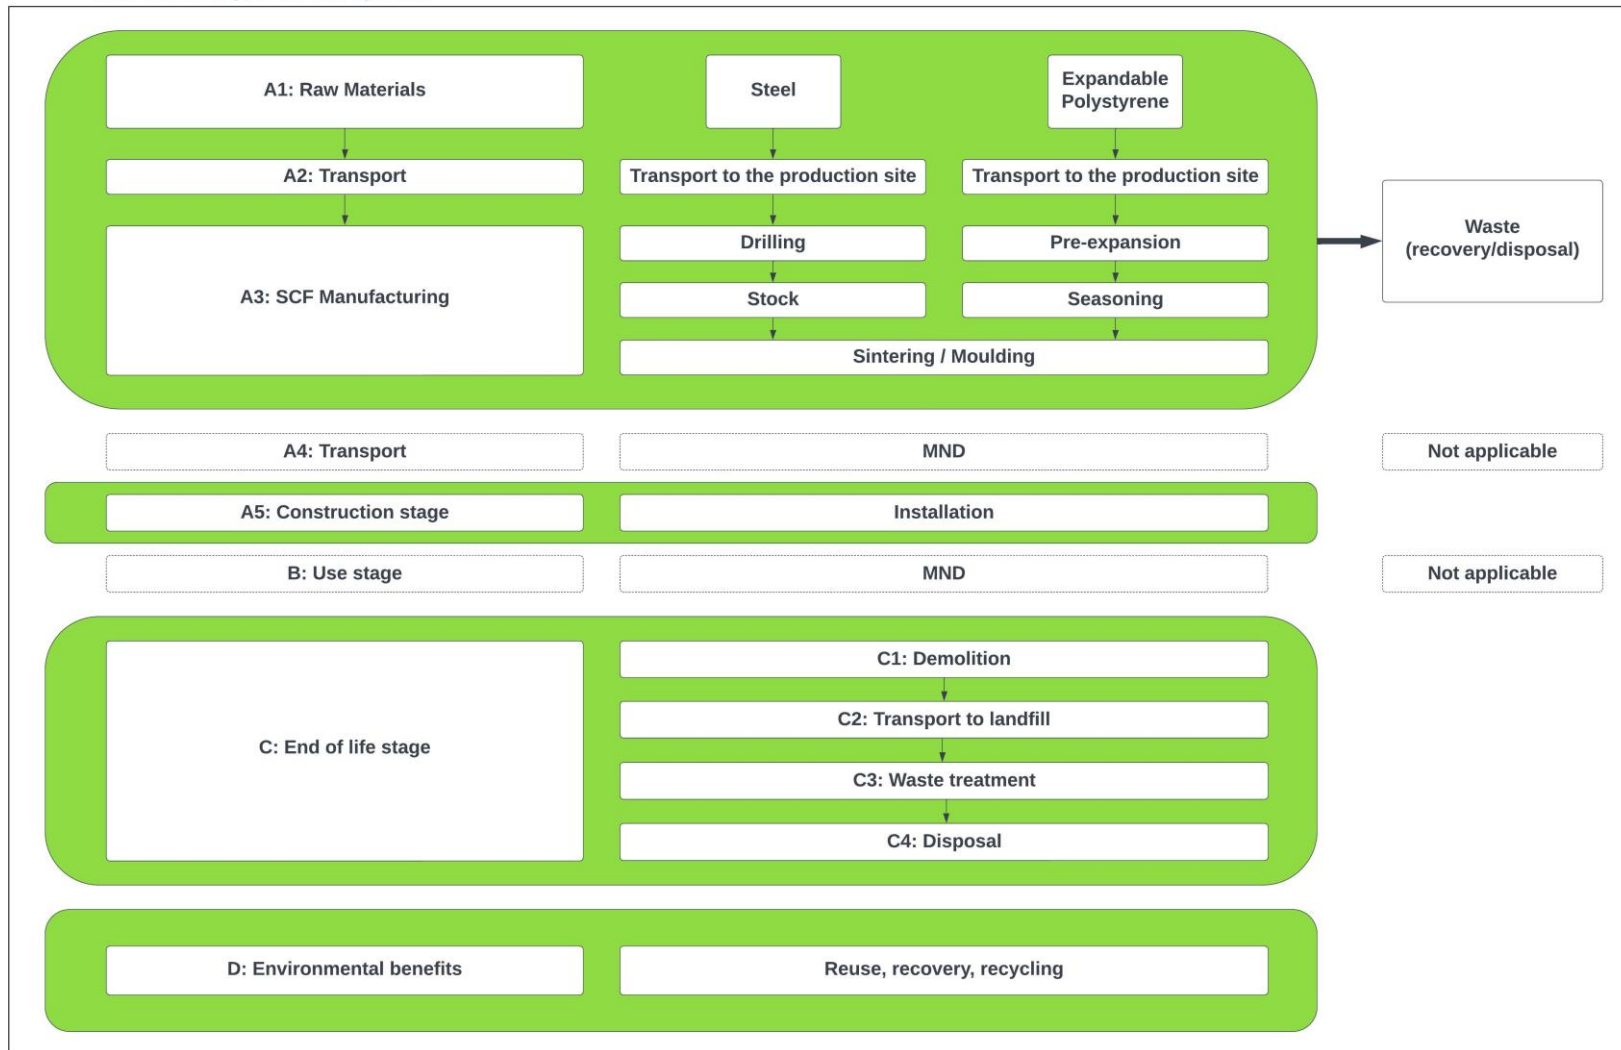 A1: Raw Materials
Steel
Expandable
Polystyrene
A2: Transport
Transport to the production site
Transport to the production site
Waste
(recovery/disposal)
Drilling
Pre-expansion
A3: SCF Manufacturing
Stock
Seasoning
Sintering / Moulding
A4: Transport
MND
Not applicable
A5: Construction stage
Installation
B: Use stage
MND
Not applicable
C: End of life stage
C1: Demolition
C2: Transport to landfill
C3: Waste treatment
C4: Disposal
D: Environmental benefits
Reuse, recovery, recycling